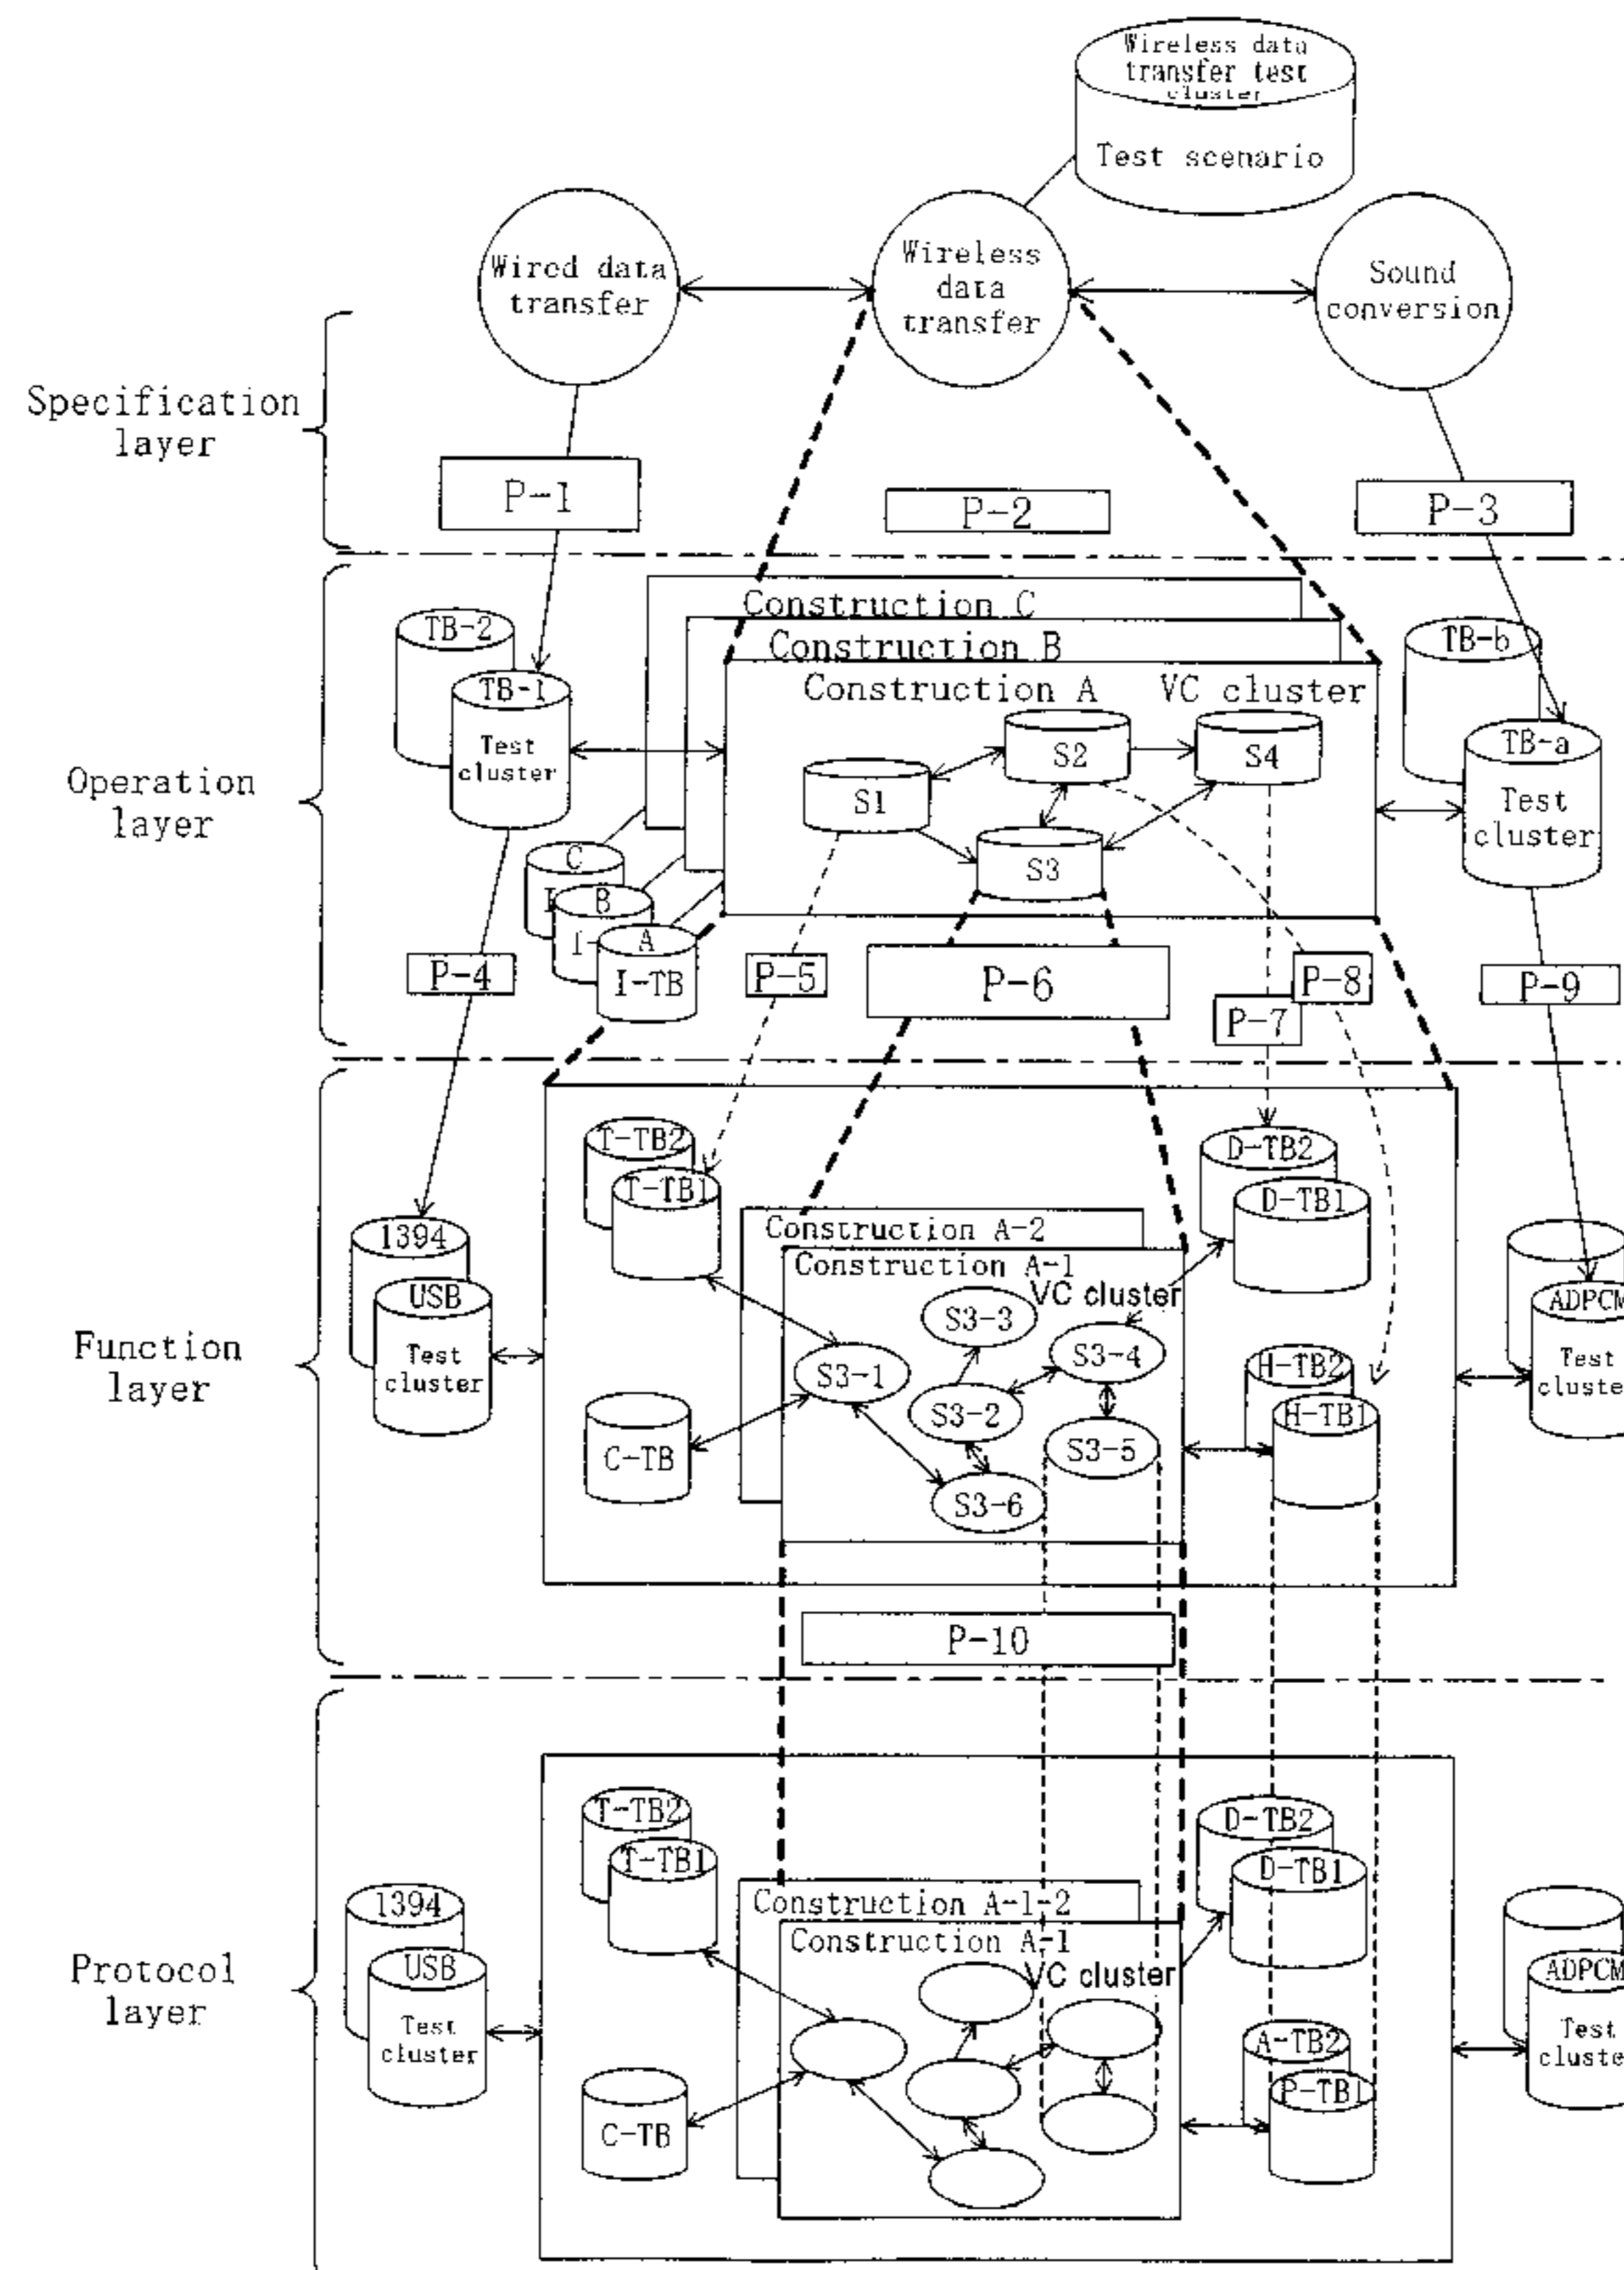 Wireless data
transfer test
cluster
Test scenario
Wired data
transfer
Wireless
data
transfer
Sound
conversion
Specification
layer
P-1
P-2
P-3
Operation
layer
TB-2
TB-1
Test
cluster
Construction C
Construction B
Construction A
VC cluster
S1
S2
S3
S4
TB-b
TB-a
Test
cluster
C
B
I-
A
I-TB
P-4
P-5
P-6
P-7
P-8
P-9
Function
layer
1394
USB
Test
cluster
T-TB2
T-TB1
C-TB
Construction A-2
Construction A-1
VC cluster
S3-3
S3-4
S3-1
S3-2
S3-5
S3-6
D-TB2
D-TB1
H-TB2
H-TB1
ADPCM
Test
cluste
P-10
Protocol
layer
1394
USB
Test
cluster
T-TB2
T-TB1
C-TB
Construction A-1-2
Construction A-1
VC cluster
D-TB2
D-TB1
A-TB2
P-TB1
ADPCM
Test
cluste